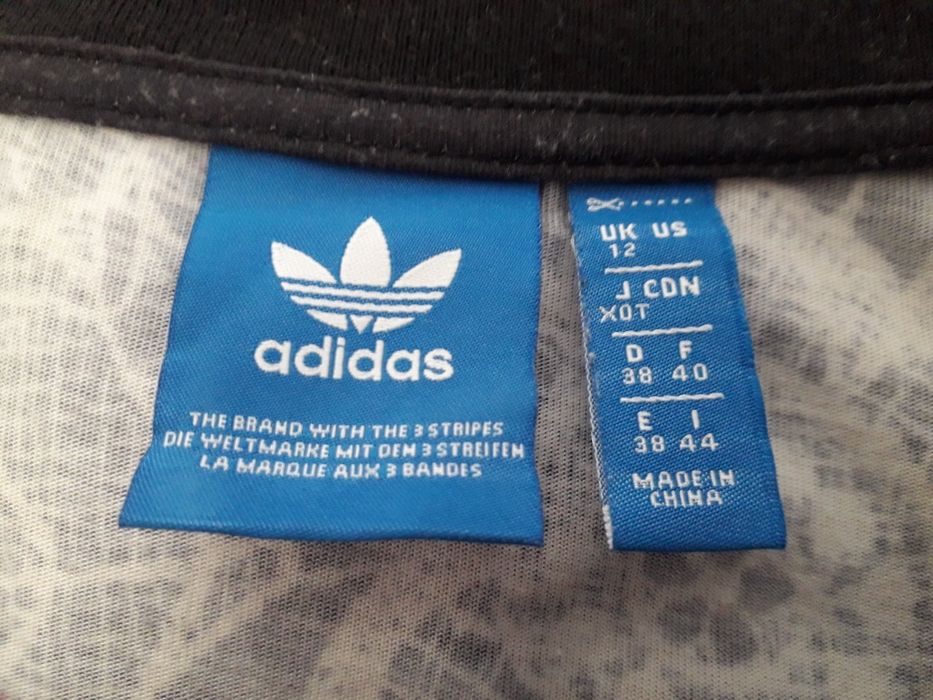 adidas
THE BRAND WITH THE 3 STRIPES
DIE WELTMARKE MIT DEN 3 STREIFEN
LA MARQUE AUX 3 BANDES
UK US
12
J CDN
XOT
D F
38 40
E I
38 44
MADE IN
CHINA